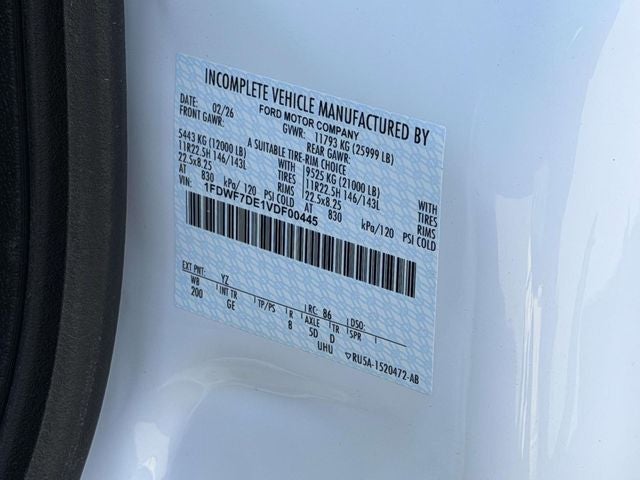 INCOMPLETE VEHICLE MANUFACTURED BY
FORD MOTOR COMPANY
DATE: 02/26 GVWR: 11793 KG (25999 LB)
FRONT GAWR: REAR GAWR:
A SUITABLE TIRE-RIM CHOICE
5443 KG (12000 LB) WITH 9525 KG (21000 LB) WITH
11R22.5H 146/143L TIRES 11R22.5H 146/143L TIRES
22.5x8.25 RIMS 22.5x8.25 RIMS
AT 830 kPa/120 PSI COLD AT 830 kPa/120 PSI COLD
VIN: 1FDWF7DE1VDF00445
EXT PNT: YZ RC: 86 DSO:
WB INT TR TP/PS R AXLE TR SPR
200 GE 8 5D D
UHU
RU5A-1520472-AB